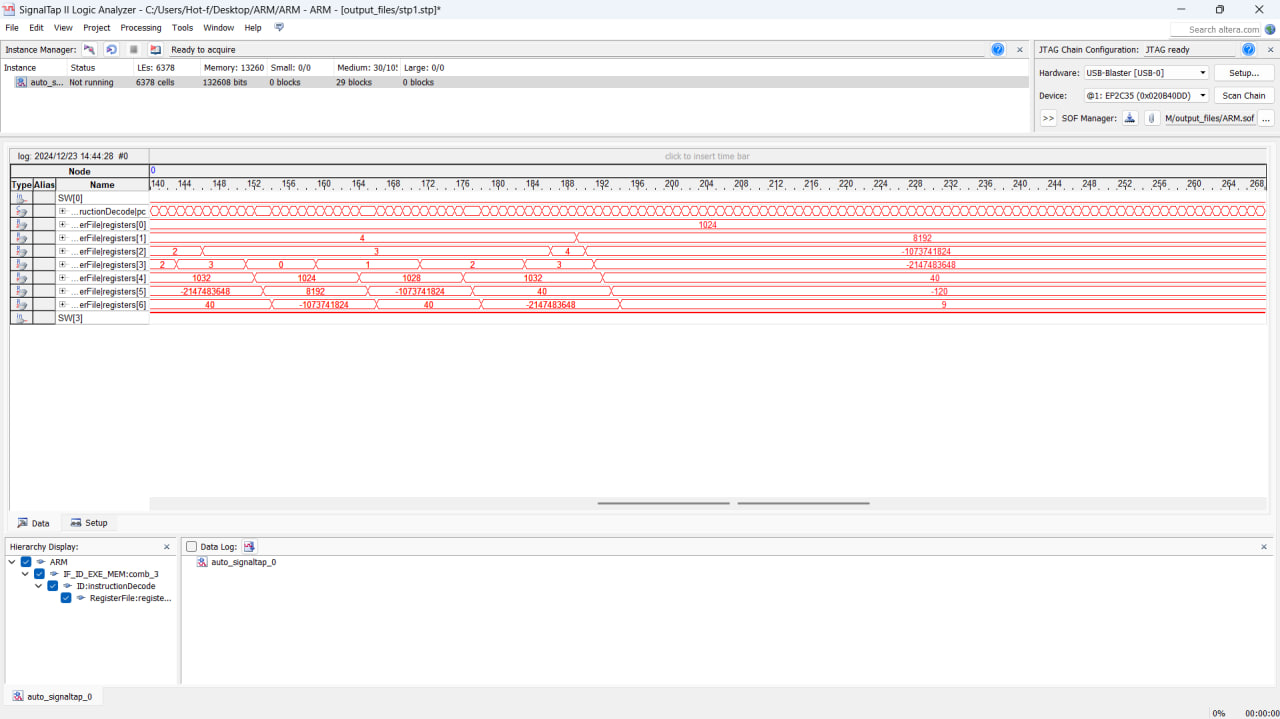 SignalTap II Logic Analyzer - C:/Users/Hot-f/Desktop/ARM/ARM - ARM - [output_files/stp1.stp]*
File Edit View Project Processing Tools Window Help
Search altera.com
Instance Manager: Ready to acquire
Instance Status LEs: 6378 Memory: 13260 Small: 0/0 Medium: 30/10 Large: 0/0
auto_s... Not running 6378 cells 132608 bits 0 blocks 29 blocks 0 blocks
JTAG Chain Configuration: JTAG ready
Hardware: USB-Blaster [USB-0] Setup...
Device: @1: EP2C35 (0x020B40DD) Scan Chain
>> SOF Manager: M/output_files/ARM.sof ...
log: 2024/12/23 14:44:28 #0 click to insert time bar
Node 0
Type Alias Name 140 144 148 152 156 160 164 168 172 176 180 184 188 192 196 200 204 208 212 216 220 224 228 232 236 240 244 248 252 256 260 264 268
SW[0]
...ructionDecode|pc
...erFile|registers[0] 1024
...erFile|registers[1] 4 8192
...erFile|registers[2] 2 3 4 -1073741824
...erFile|registers[3] 2 3 0 1 2 3 -2147483648
...erFile|registers[4] 1032 1024 1028 1032 40
...erFile|registers[5] -2147483648 8192 -1073741824 40 -120
...erFile|registers[6] 40 -1073741824 40 -2147483648 9
SW[3]
Data Setup
Hierarchy Display:
ARM
IF_ID_EXE_MEM:comb_3
ID:instructionDecode
RegisterFile:registe...
Data Log:
auto_signaltap_0
auto_signaltap_0
0% 00:00:00